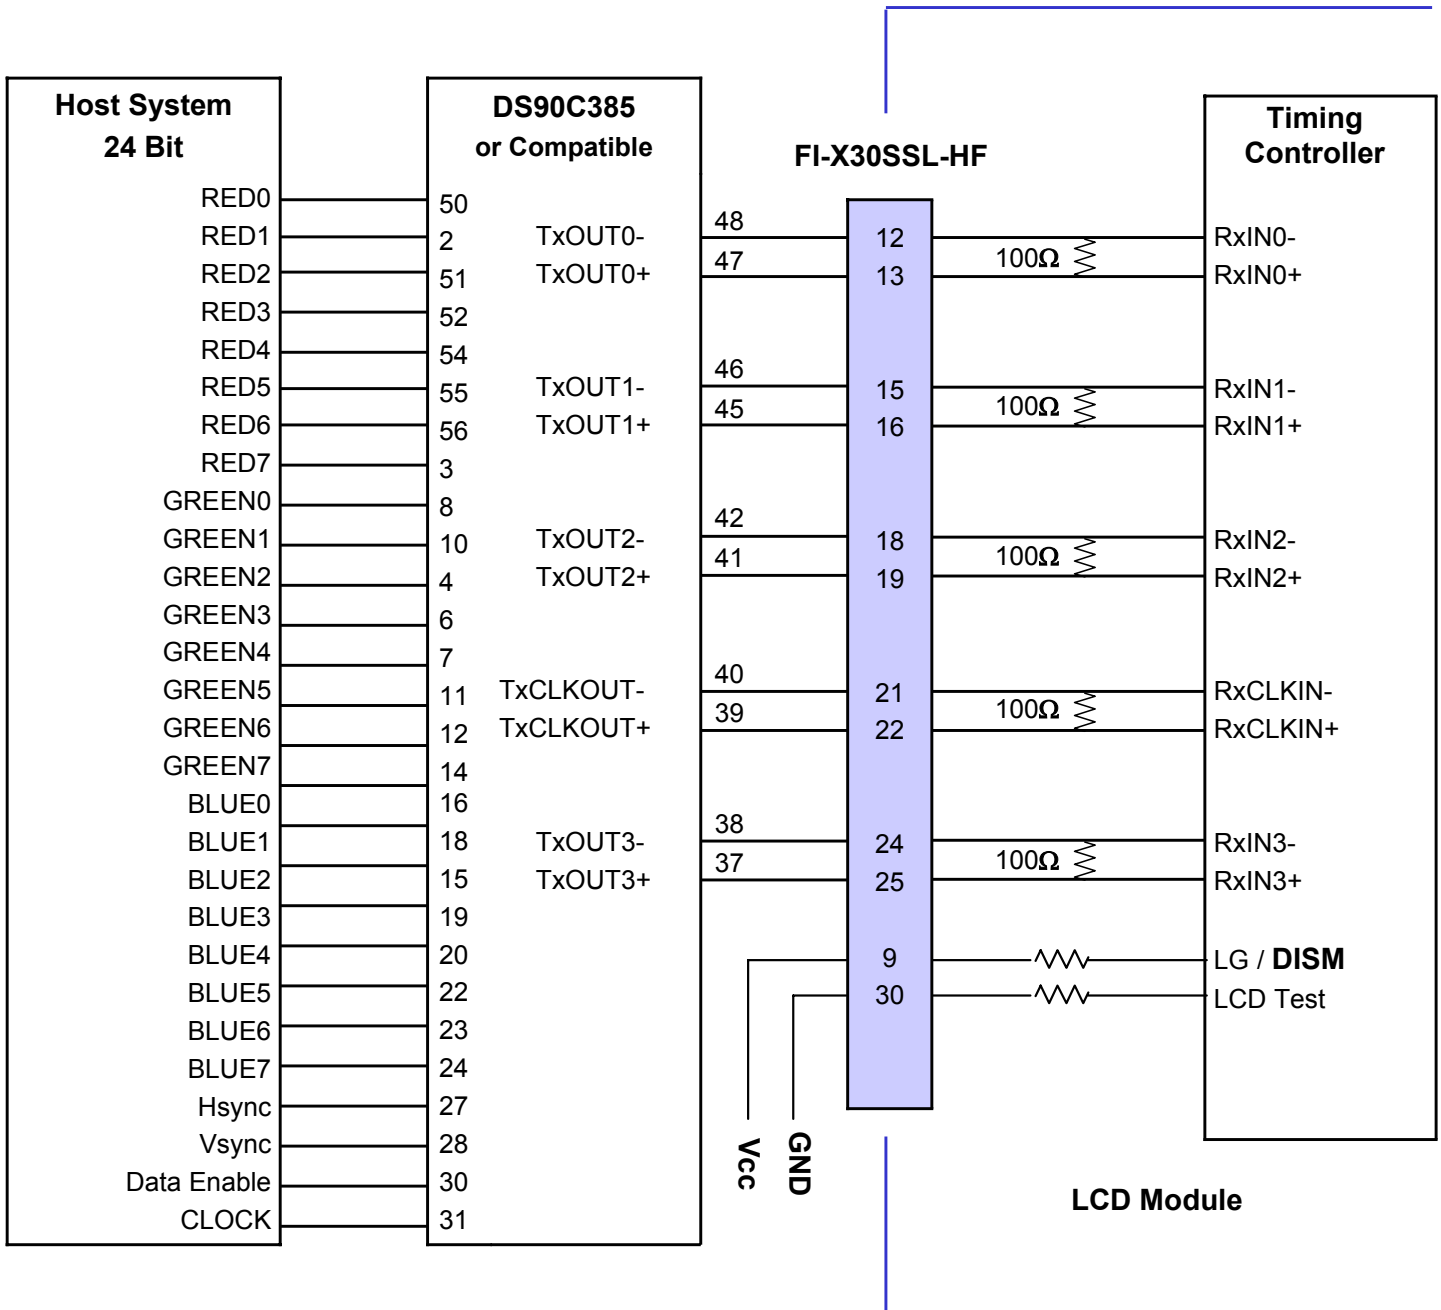 Host System
24 Bit
RED0
RED1
RED2
RED3
RED4
RED5
RED6
RED7
GREEN0
GREEN1
GREEN2
GREEN3
GREEN4
GREEN5
GREEN6
GREEN7
BLUE0
BLUE1
BLUE2
BLUE3
BLUE4
BLUE5
BLUE6
BLUE7
Hsync
Vsync
Data Enable
CLOCK
DS90C385
or Compatible
50
2
51
52
54
55
56
3
8
10
4
6
7
11
12
14
16
18
15
19
20
22
23
24
27
28
30
31
TxOUT0-
TxOUT0+
TxOUT1-
TxOUT1+
TxOUT2-
TxOUT2+
TxCLKOUT-
TxCLKOUT+
TxOUT3-
TxOUT3+
48
47
46
45
42
41
40
39
38
37
Vcc
GND
FI-X30SSL-HF
12
13
15
16
18
19
21
22
24
25
9
30
100Ω
100Ω
100Ω
100Ω
100Ω
Timing
Controller
RxIN0-
RxIN0+
RxIN1-
RxIN1+
RxIN2-
RxIN2+
RxCLKIN-
RxCLKIN+
RxIN3-
RxIN3+
LG / DISM
LCD Test
LCD Module